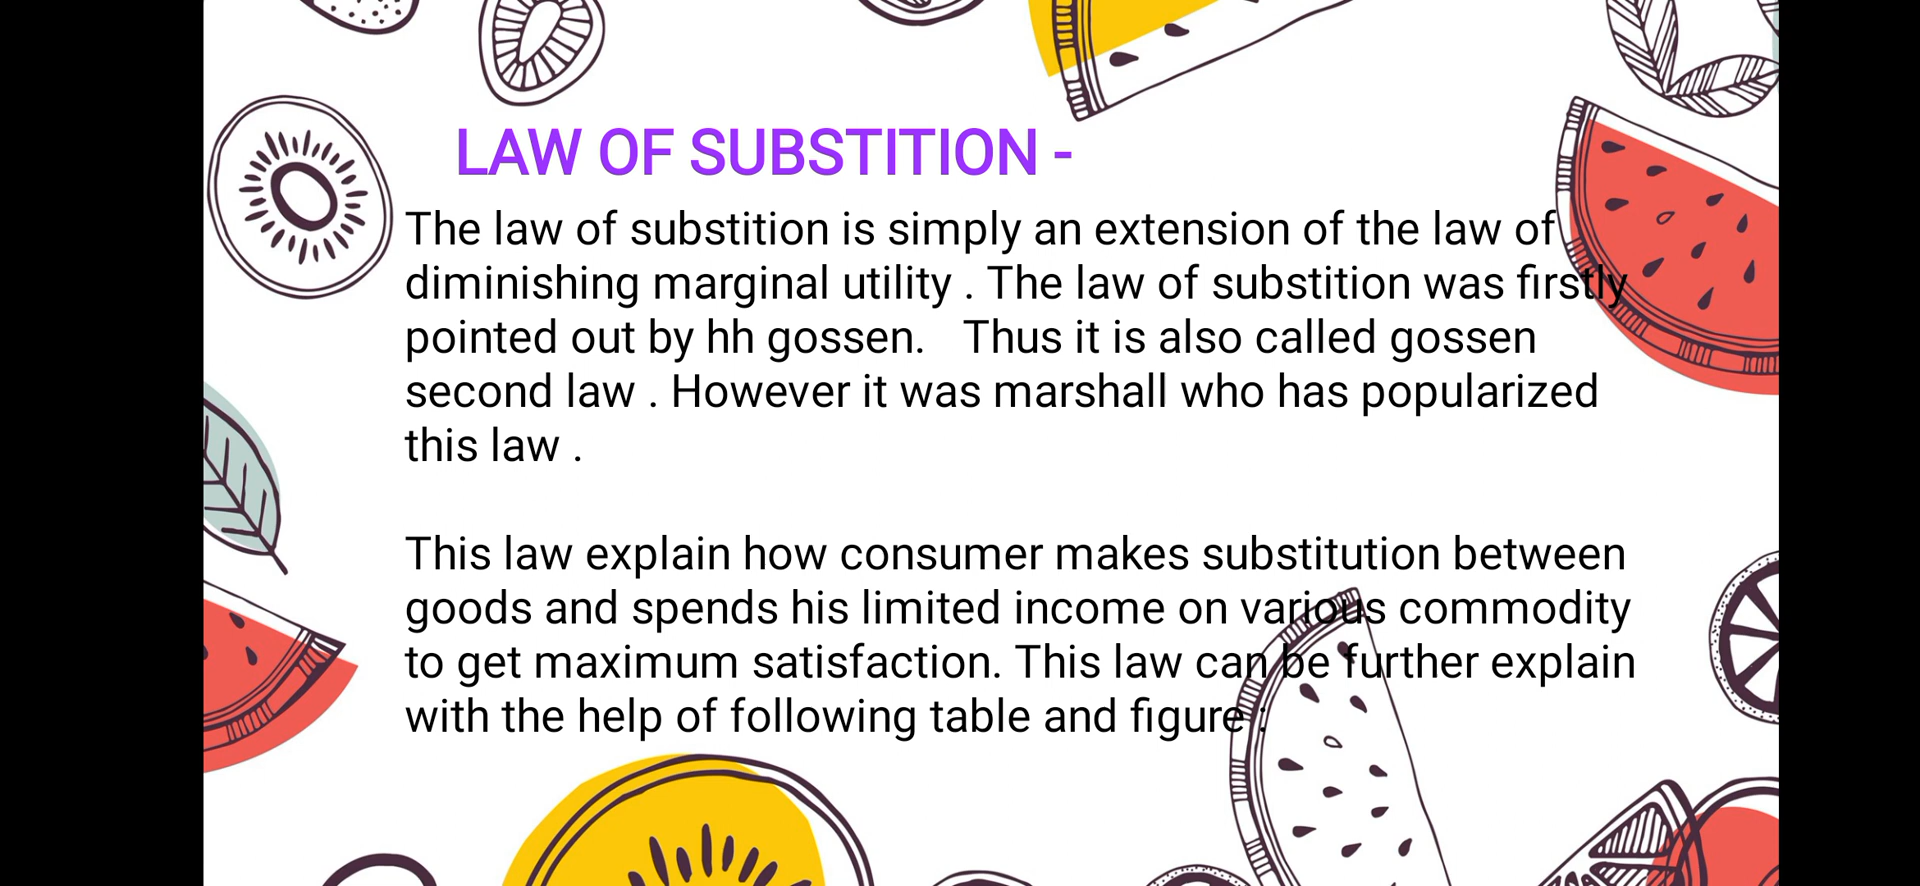 LAW OF SUBSTITION -
The law of substition is simply an extension of the law of
diminishing marginal utility . The law of substition was firstly
pointed out by hh gossen.   Thus it is also called gossen
second law . However it was marshall who has popularized
this law .
This law explain how consumer makes substitution between
goods and spends his limited income on various commodity
to get maximum satisfaction. This law can be further explain
with the help of following table and figure :